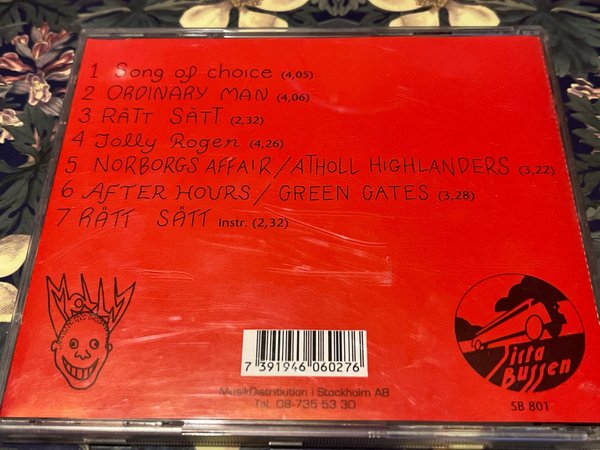 1 Song of choice (4,05)
2 ORDINARY MAN (4,06)
3 RÄTT SÄTT (2,32)
4 Jolly Rogen (4,26)
5 NORBORGS AFFAIR / ATHOLL HIGHLANDERS (3,22)
6 AFTER HOURS / GREEN GATES (3,28)
7 RÄTT SÄTT Instr. (2,32)
7 391946 060276
MusikDistribution i Stockholm AB
Tel. 08-735 53 30
Sista
Bussen
SB 801